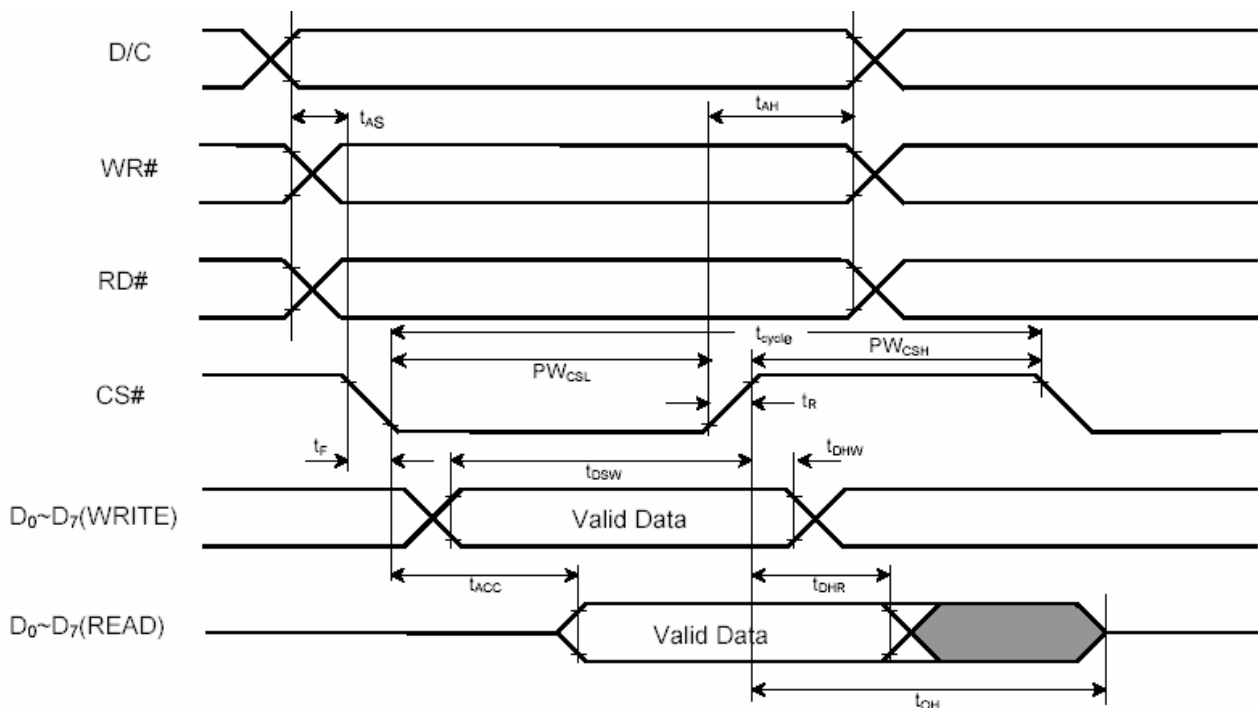 D/C
tAS
tAH
WR#
RD#
tcycle
PWCSL
PWCSH
CS#
tR
tF
tDSW
tDHW
D0~D7(WRITE)
Valid Data
tACC
tDHR
D0~D7(READ)
Valid Data
tOH